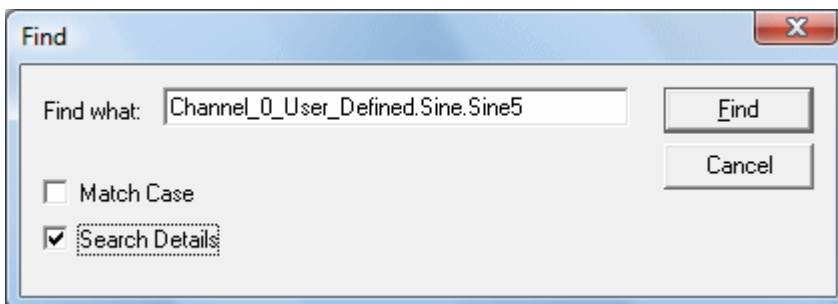 Find
Find what: Channel_0_User_Defined.Sine.Sine5
Find
Cancel
Match Case
Search Details